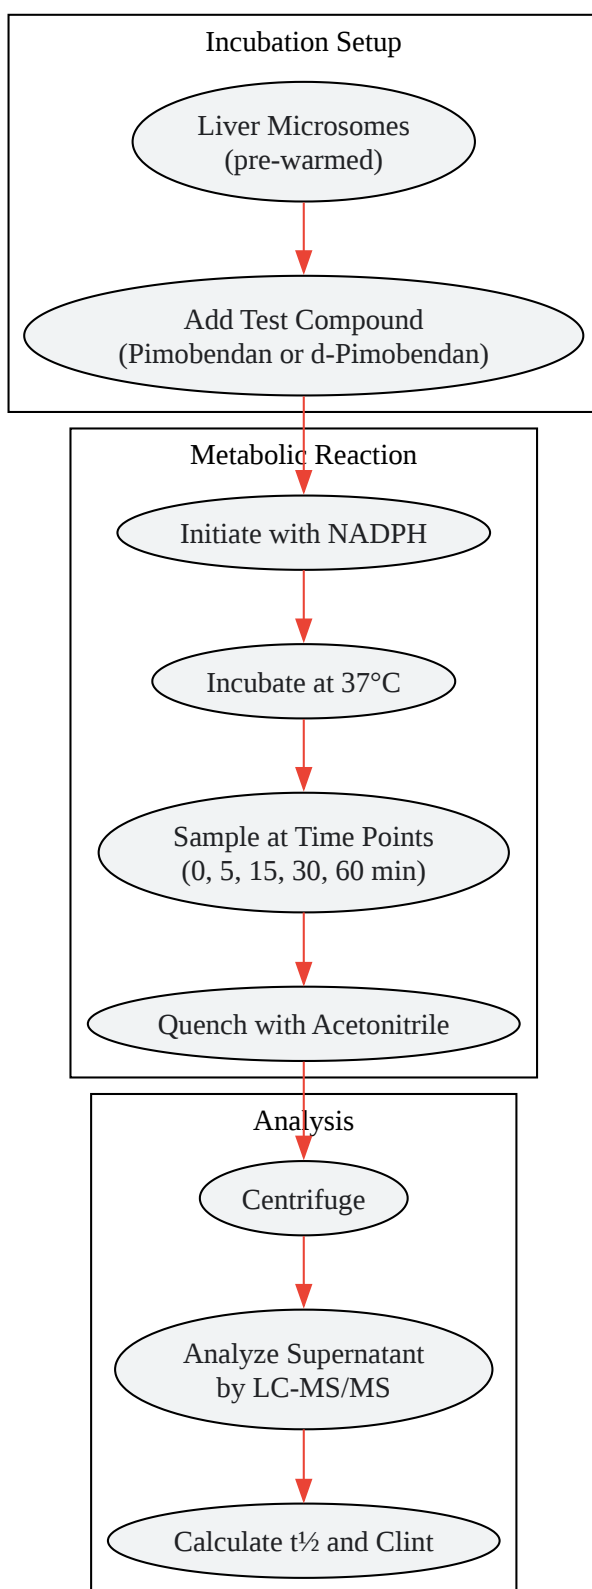 Incubation Setup
Liver Microsomes
(pre-warmed)
Add Test Compound
(Pimobendan or d-Pimobendan)
Metabolic Reaction
Initiate with NADPH
Incubate at 37°C
Sample at Time Points
(0, 5, 15, 30, 60 min)
Quench with Acetonitrile
Analysis
Centrifuge
Analyze Supernatant
by LC-MS/MS
Calculate t½ and Clint